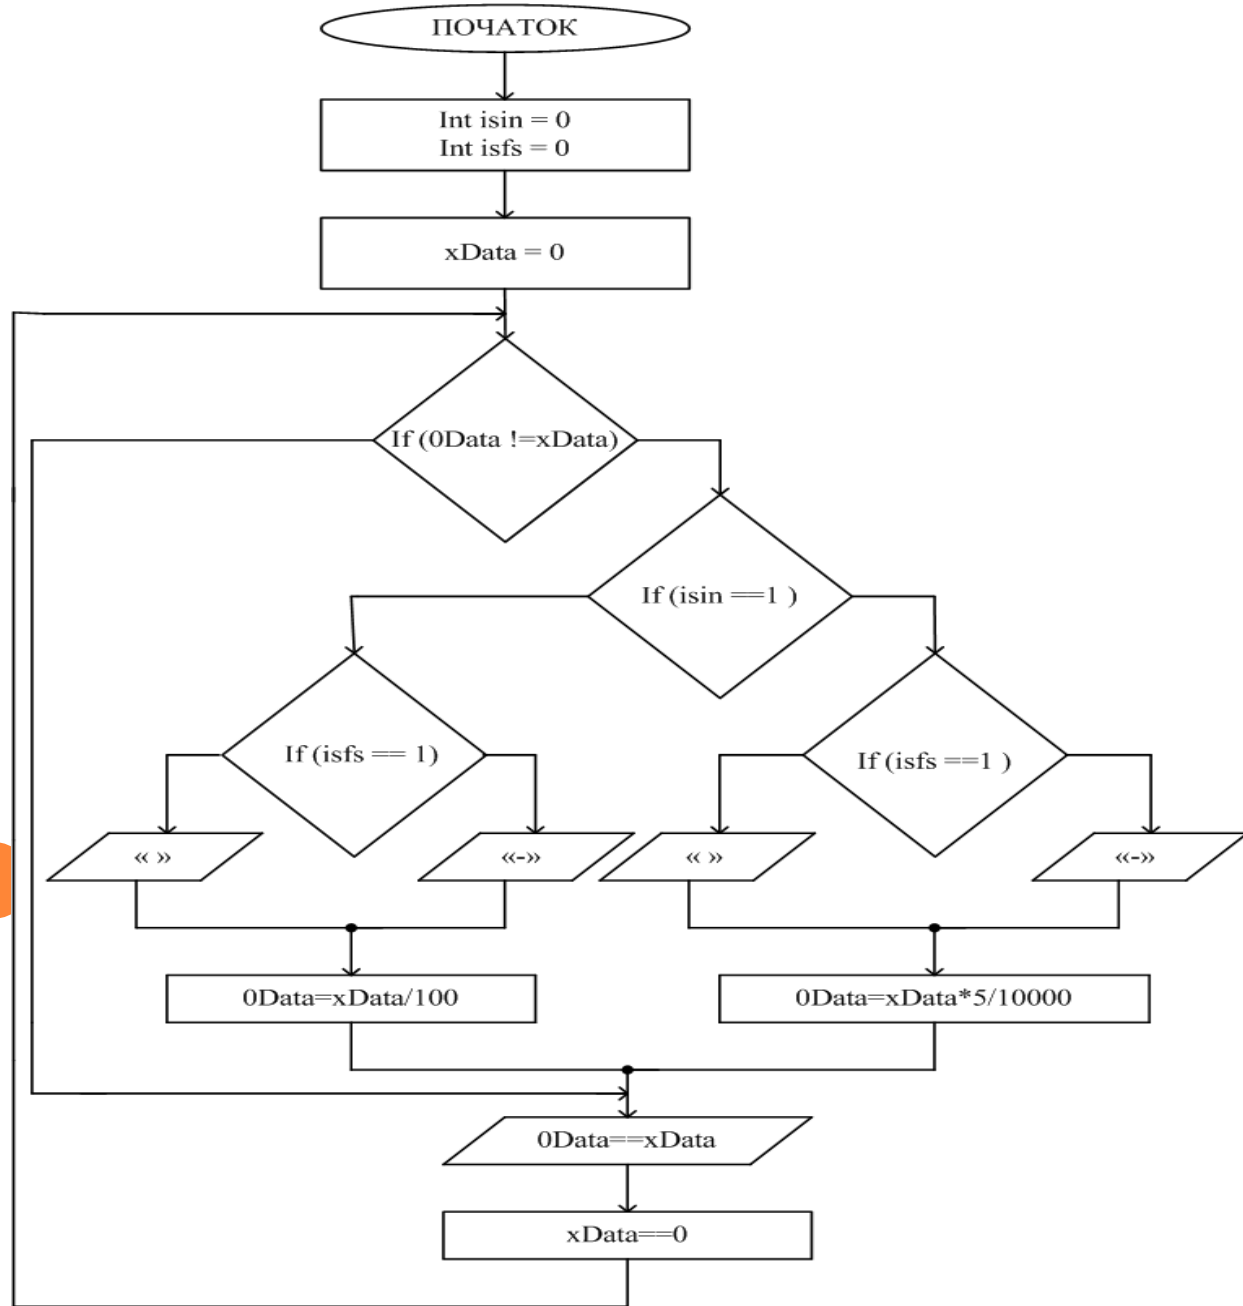 ПОЧАТОК
Int isin = 0
Int isfs = 0
xData = 0
If (0Data !=xData)
If (isin ==1 )
If (isfs == 1)
If (isfs ==1 )
« »
«-»
« »
«-»
0Data=xData/100
0Data=xData*5/10000
0Data==xData
xData==0